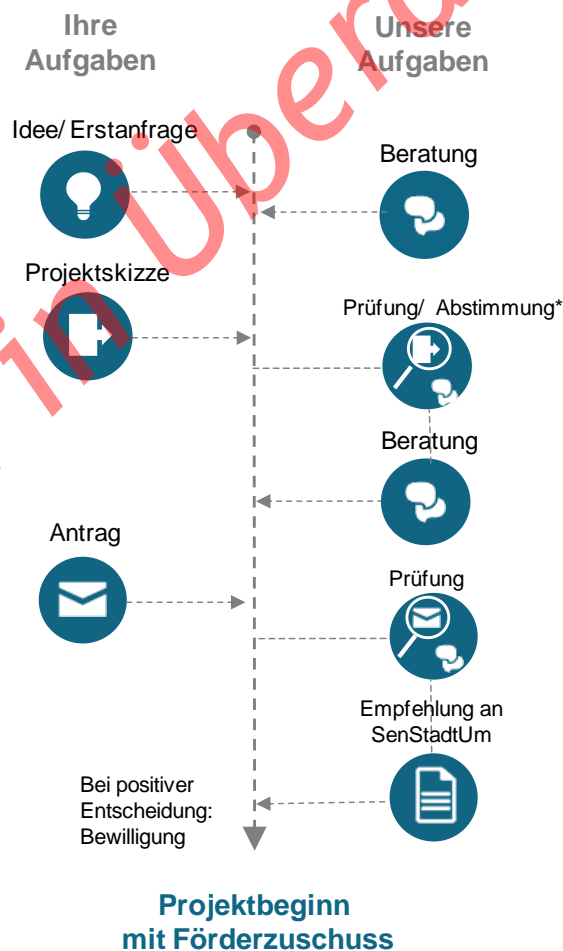 Ihre
Aufgaben
Unsere
Aufgaben
Idee/ Erstanfrage
Beratung
Projektskizze
Prüfung/ Abstimmung*
Beratung
Antrag
Prüfung
Empfehlung an
SenStadtUm
Bei positiver
Entscheidung:
Bewilligung
Projektbeginn
mit Förderzuschuss
in